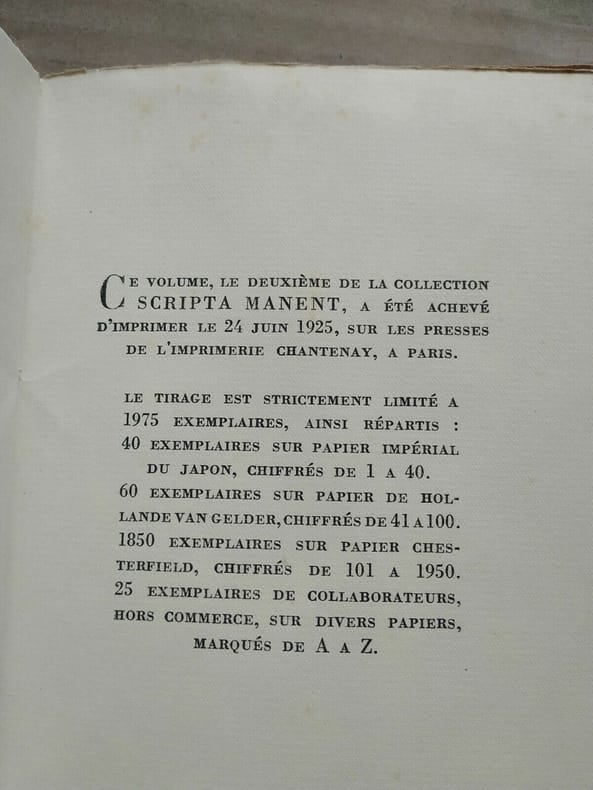 CE VOLUME, LE DEUXIÈME DE LA COLLECTION
SCRIPTA MANENT, A ÉTÉ ACHEVÉ
D'IMPRIMER LE 24 JUIN 1925, SUR LES PRESSES
DE L'IMPRIMERIE CHANTENAY, A PARIS.
LE TIRAGE EST STRICTEMENT LIMITÉ A
1975 EXEMPLAIRES, AINSI RÉPARTIS :
40 EXEMPLAIRES SUR PAPIER IMPÉRIAL
DU JAPON, CHIFFRÉS DE 1 A 40.
60 EXEMPLAIRES SUR PAPIER DE HOL-
LANDE VAN GELDER, CHIFFRÉS DE 41 A 100.
1850 EXEMPLAIRES SUR PAPIER CHES-
TERFIELD, CHIFFRÉS DE 101 A 1950.
25 EXEMPLAIRES DE COLLABORATEURS,
HORS COMMERCE, SUR DIVERS PAPIERS,
MARQUÉS DE A A Z.